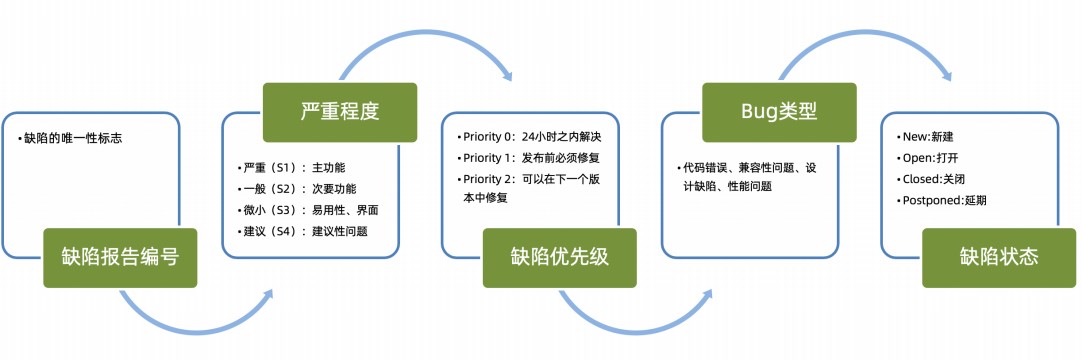 •缺陷的唯一性标志
缺陷报告编号
严重程度
•严重（S1）：主功能
•一般（S2）：次要功能
•微小（S3）：易用性、界面
•建议（S4）：建议性问题
•Priority 0：24小时之内解决
•Priority 1：发布前必须修复
•Priority 2：可以在下一个版
本中修复
缺陷优先级
Bug类型
•代码错误、兼容性问题、设
计缺陷、性能问题
•New:新建
•Open:打开
•Closed:关闭
•Postponed:延期
缺陷状态